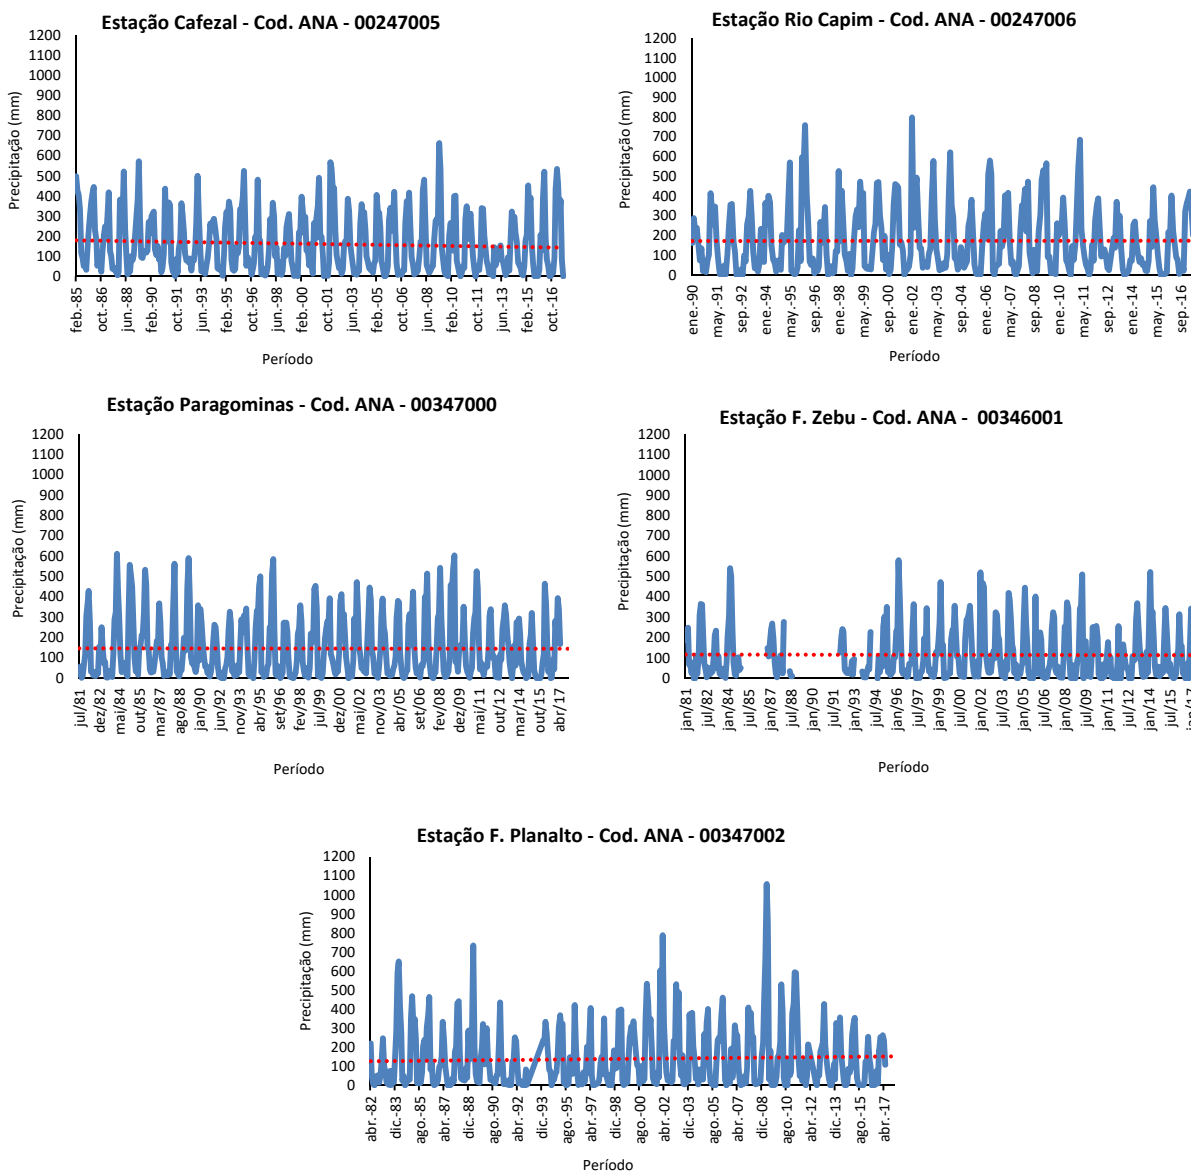 Estação Cafezal - Cod. ANA - 00247005
1200
1100
1000
900
800
700
600
500
400
300
200
100
0
Precipitação (mm)
feb.-85
oct.-86
jun.-88
feb.-90
oct.-91
jun.-93
feb.-95
oct.-96
jun.-98
feb.-00
oct.-01
jun.-03
feb.-05
oct.-06
jun.-08
feb.-10
oct.-11
jun.-13
feb.-15
oct.-16
Período
Estação Rio Capim - Cod. ANA - 00247006
1200
1100
1000
900
800
700
600
500
400
300
200
100
0
Precipitação (mm)
ene.-90
may.-91
sep.-92
ene.-94
may.-95
sep.-96
ene.-98
may.-99
sep.-00
ene.-02
may.-03
sep.-04
ene.-06
may.-07
sep.-08
ene.-10
may.-11
sep.-12
ene.-14
may.-15
sep.-16
Período
Estação Paragominas - Cod. ANA - 00347000
1200
1100
1000
900
800
700
600
500
400
300
200
100
0
Precipitação (mm)
jul/81
dez/82
mai/84
out/85
mar/87
ago/88
jan/90
jun/92
nov/93
abr/95
set/96
fev/98
jul/99
dez/00
mai/02
nov/03
abr/05
set/06
fev/08
dez/09
mai/11
out/12
mar/14
out/15
abr/17
Período
Estação F. Zebu - Cod. ANA - 00346001
1200
1100
1000
900
800
700
600
500
400
300
200
100
0
Precipitação (mm)
jan/81
jul/82
jan/84
jul/85
jan/87
jul/88
jan/90
jul/91
jan/93
jul/94
jan/96
jul/97
jan/99
jul/00
jan/02
jul/03
jan/05
jul/06
jan/08
jul/09
jan/11
jul/12
jan/14
jul/15
Período
Estação F. Planalto - Cod. ANA - 00347002
1200
1100
1000
900
800
700
600
500
400
300
200
100
0
Precipitação (mm)
abr.-82
dic.-83
ago.-85
abr.-87
dic.-88
ago.-90
abr.-92
dic.-93
ago.-95
abr.-97
dic.-98
ago.-00
abr.-02
dic.-03
ago.-05
abr.-07
dic.-08
ago.-10
abr.-12
dic.-13
ago.-15
abr.-17
Período